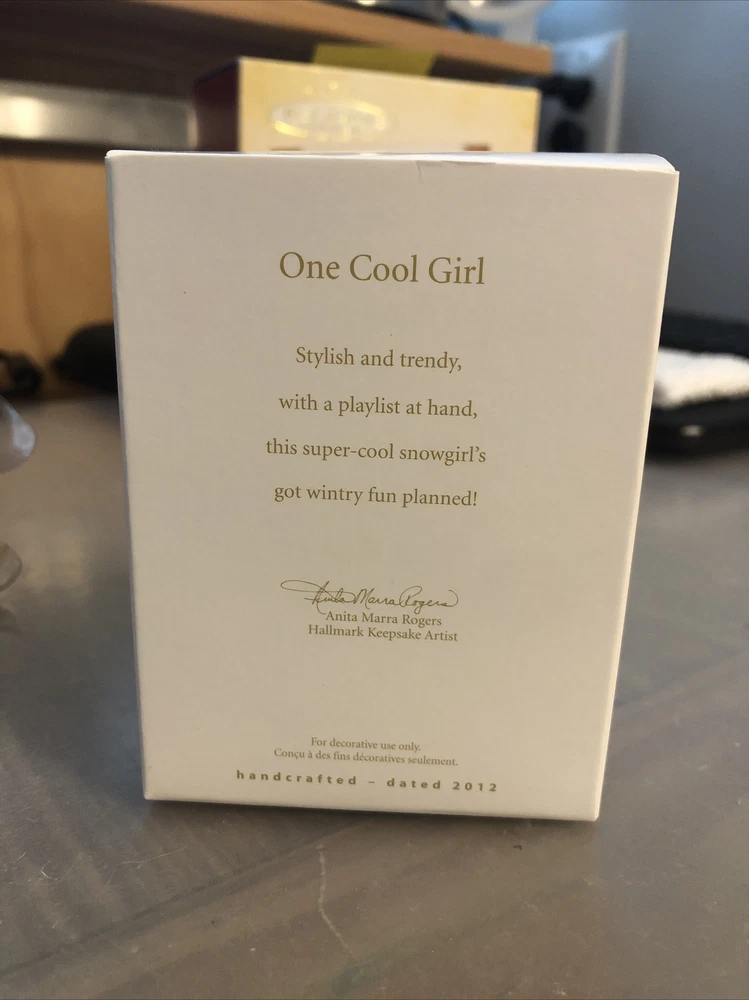 One Cool Girl
Stylish and trendy,
with a playlist at hand,
this super-cool snowgirl's
got wintry fun planned!
Anita Marra Rogers
Anita Marra Rogers
Hallmark Keepsake Artist
For decorative use only.
Conçu à des fins décoratives seulement.
handcrafted – dated 2012